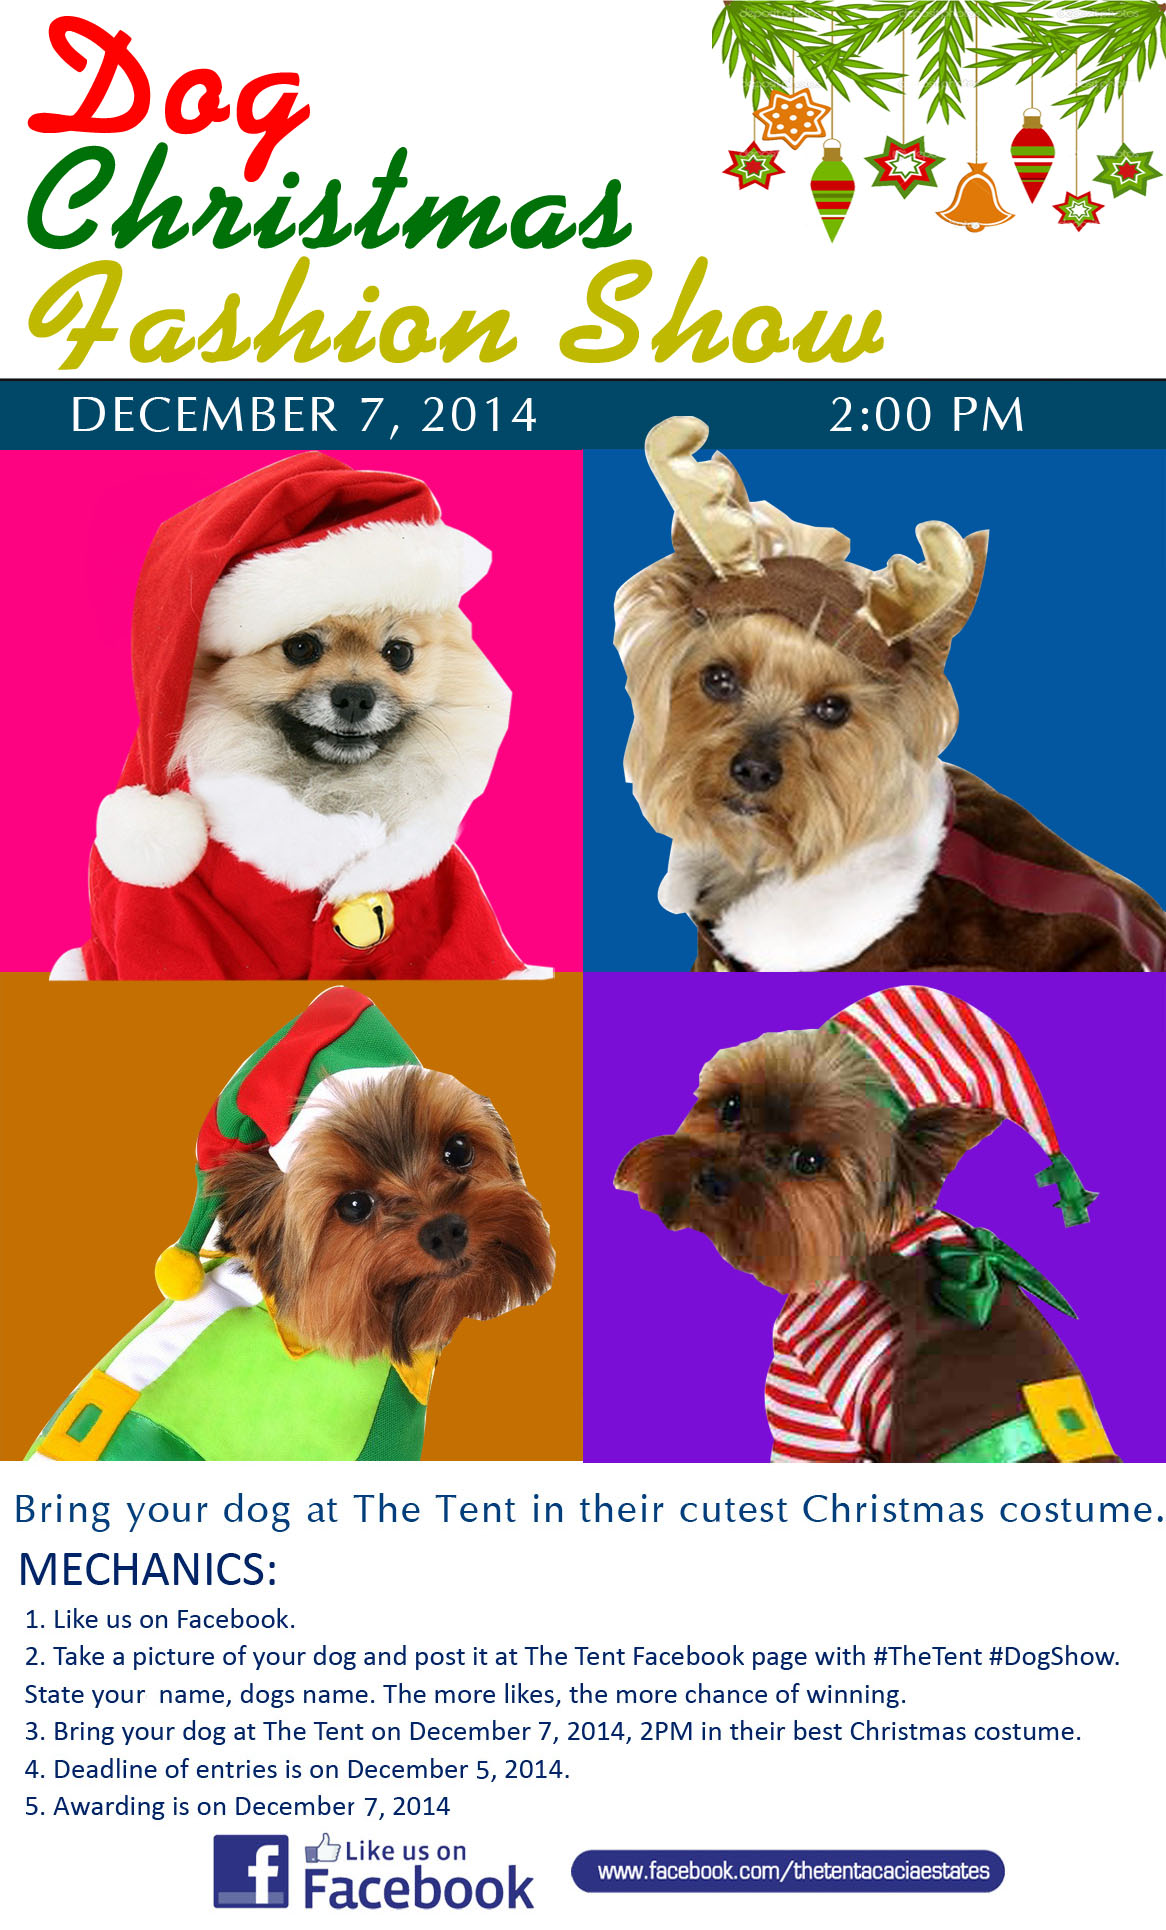 Dog
Christmas
Fashion Show
DECEMBER 7, 2014 2:00 PM
Bring your dog at The Tent in their cutest Christmas costume.
MECHANICS:
1. Like us on Facebook.
2. Take a picture of your dog and post it at The Tent Facebook page with #TheTent #DogShow.
State your name, dogs name. The more likes, the more chance of winning.
3. Bring your dog at The Tent on December 7, 2014, 2PM in their best Christmas costume.
4. Deadline of entries is on December 5, 2014.
5. Awarding is on December 7, 2014
f Like us on
Facebook
www.facebook.com/thetentacaciaestates